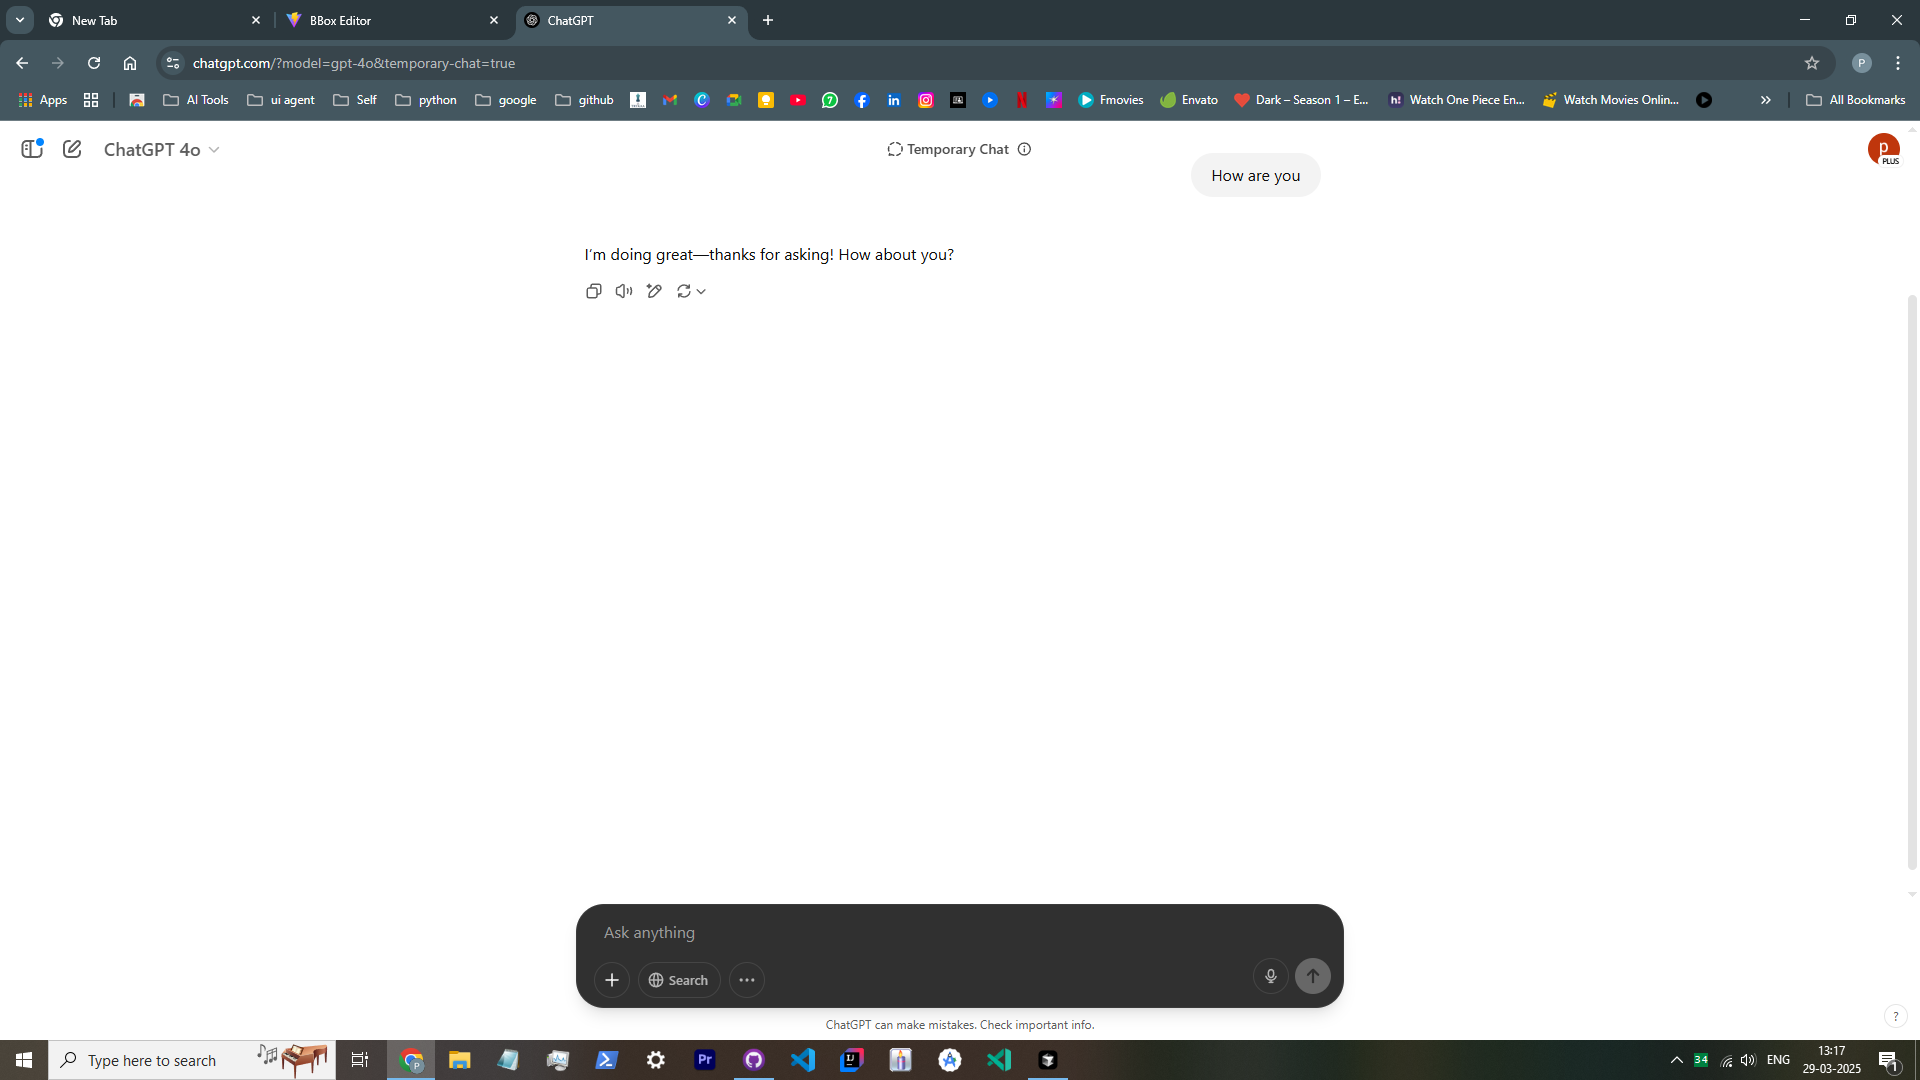 New Tab
BBox Editor
ChatGPT
chatgpt.com/?model=gpt-4o&temporary-chat=true
P
Apps
AI Tools
ui agent
Self
python
google
github
Fmovies
Envato
Dark – Season 1 – E...
Watch One Piece En...
Watch Movies Onlin...
All Bookmarks
ChatGPT 4o
Temporary Chat
p
PLUS
How are you
I'm doing great—thanks for asking! How about you?
Ask anything
Search
ChatGPT can make mistakes. Check important info.
?
Type here to search
P
Pr
34
ENG
13:17
29-03-2025
1